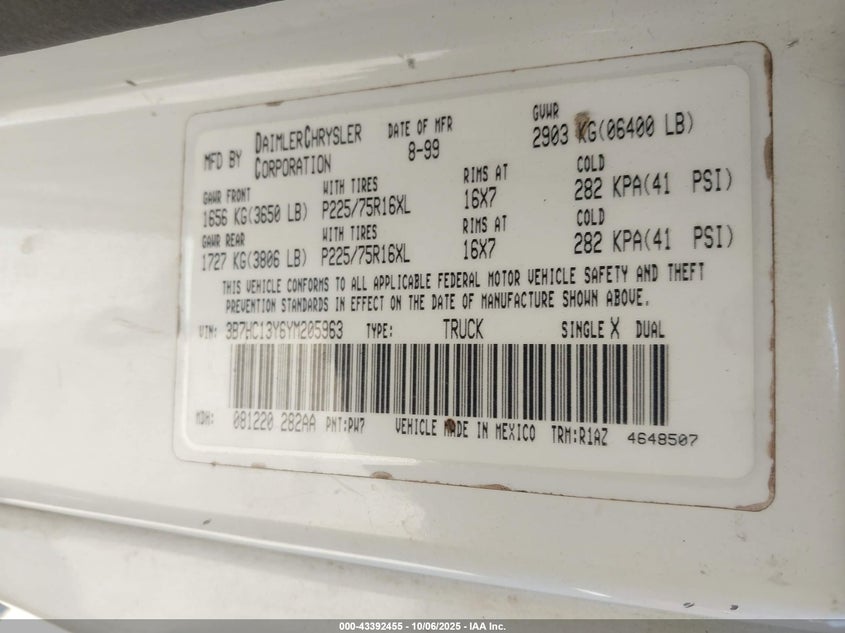 MFD BY DAIMLERCHRYSLER CORPORATION DATE OF MFR 8-99 GVWR 2903 KG(06400 LB)
GAWR FRONT WITH TIRES RIMS AT COLD
1656 KG(3650 LB) P225/75R16XL 16X7 282 KPA(41 PSI)
GAWR REAR WITH TIRES RIMS AT COLD
1727 KG(3806 LB) P225/75R16XL 16X7 282 KPA(41 PSI)
THIS VEHICLE CONFORMS TO ALL APPLICABLE FEDERAL MOTOR VEHICLE SAFETY AND THEFT
PREVENTION STANDARDS IN EFFECT ON THE DATE OF MANUFACTURE SHOWN ABOVE.
VIN: 3B7HC13Y6YM205963 TYPE: TRUCK SINGLE X DUAL
MDH: 081220 282AA PNT:PW7 VEHICLE MADE IN MEXICO TRM:R1AZ 4648507
000-43392455 - 10/06/2025 - IAA Inc.